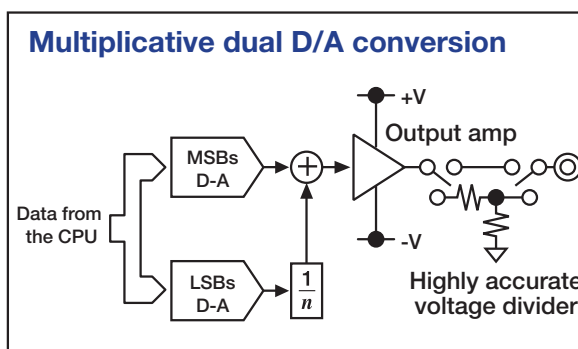 Multiplicative dual D/A conversion
+V
Output amp
MSBs
D-A
+
Data from
the CPU
-V
LSBs
D-A
1
n
Highly accurate
voltage divider